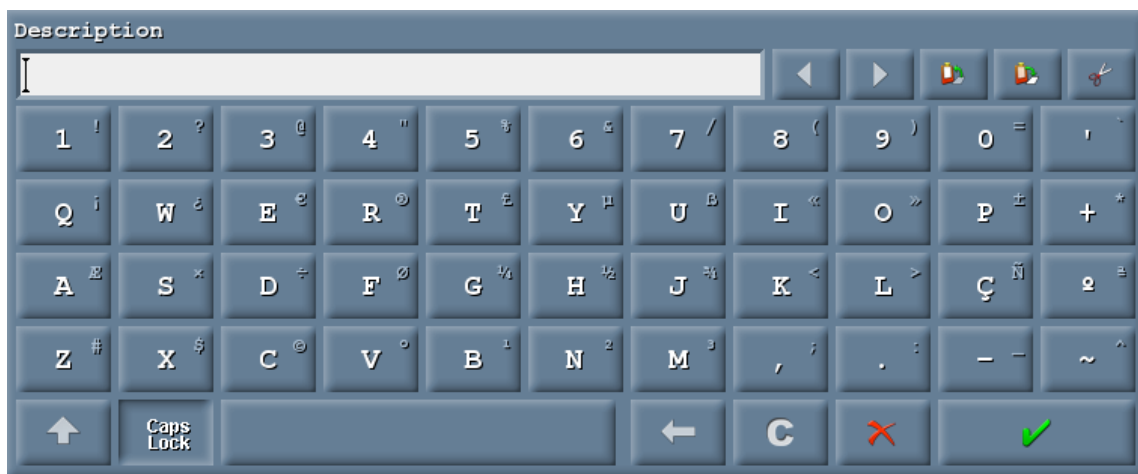 Description
1 ! 2 ? 3 @ 4 " 5 % 6 & 7 / 8 ( 9 ) 0 = ' `
Q ¡ W ¿ E € R ® T £ Y µ U ß I « O » P ± + *
A Æ S × D ÷ F Ø G ¼ H ½ J ¾ K < L > Ç Ñ º ª
Z # X $ C © V ° B ¹ N ² M ³ , ; . : – — ~ ^
Caps Lock C